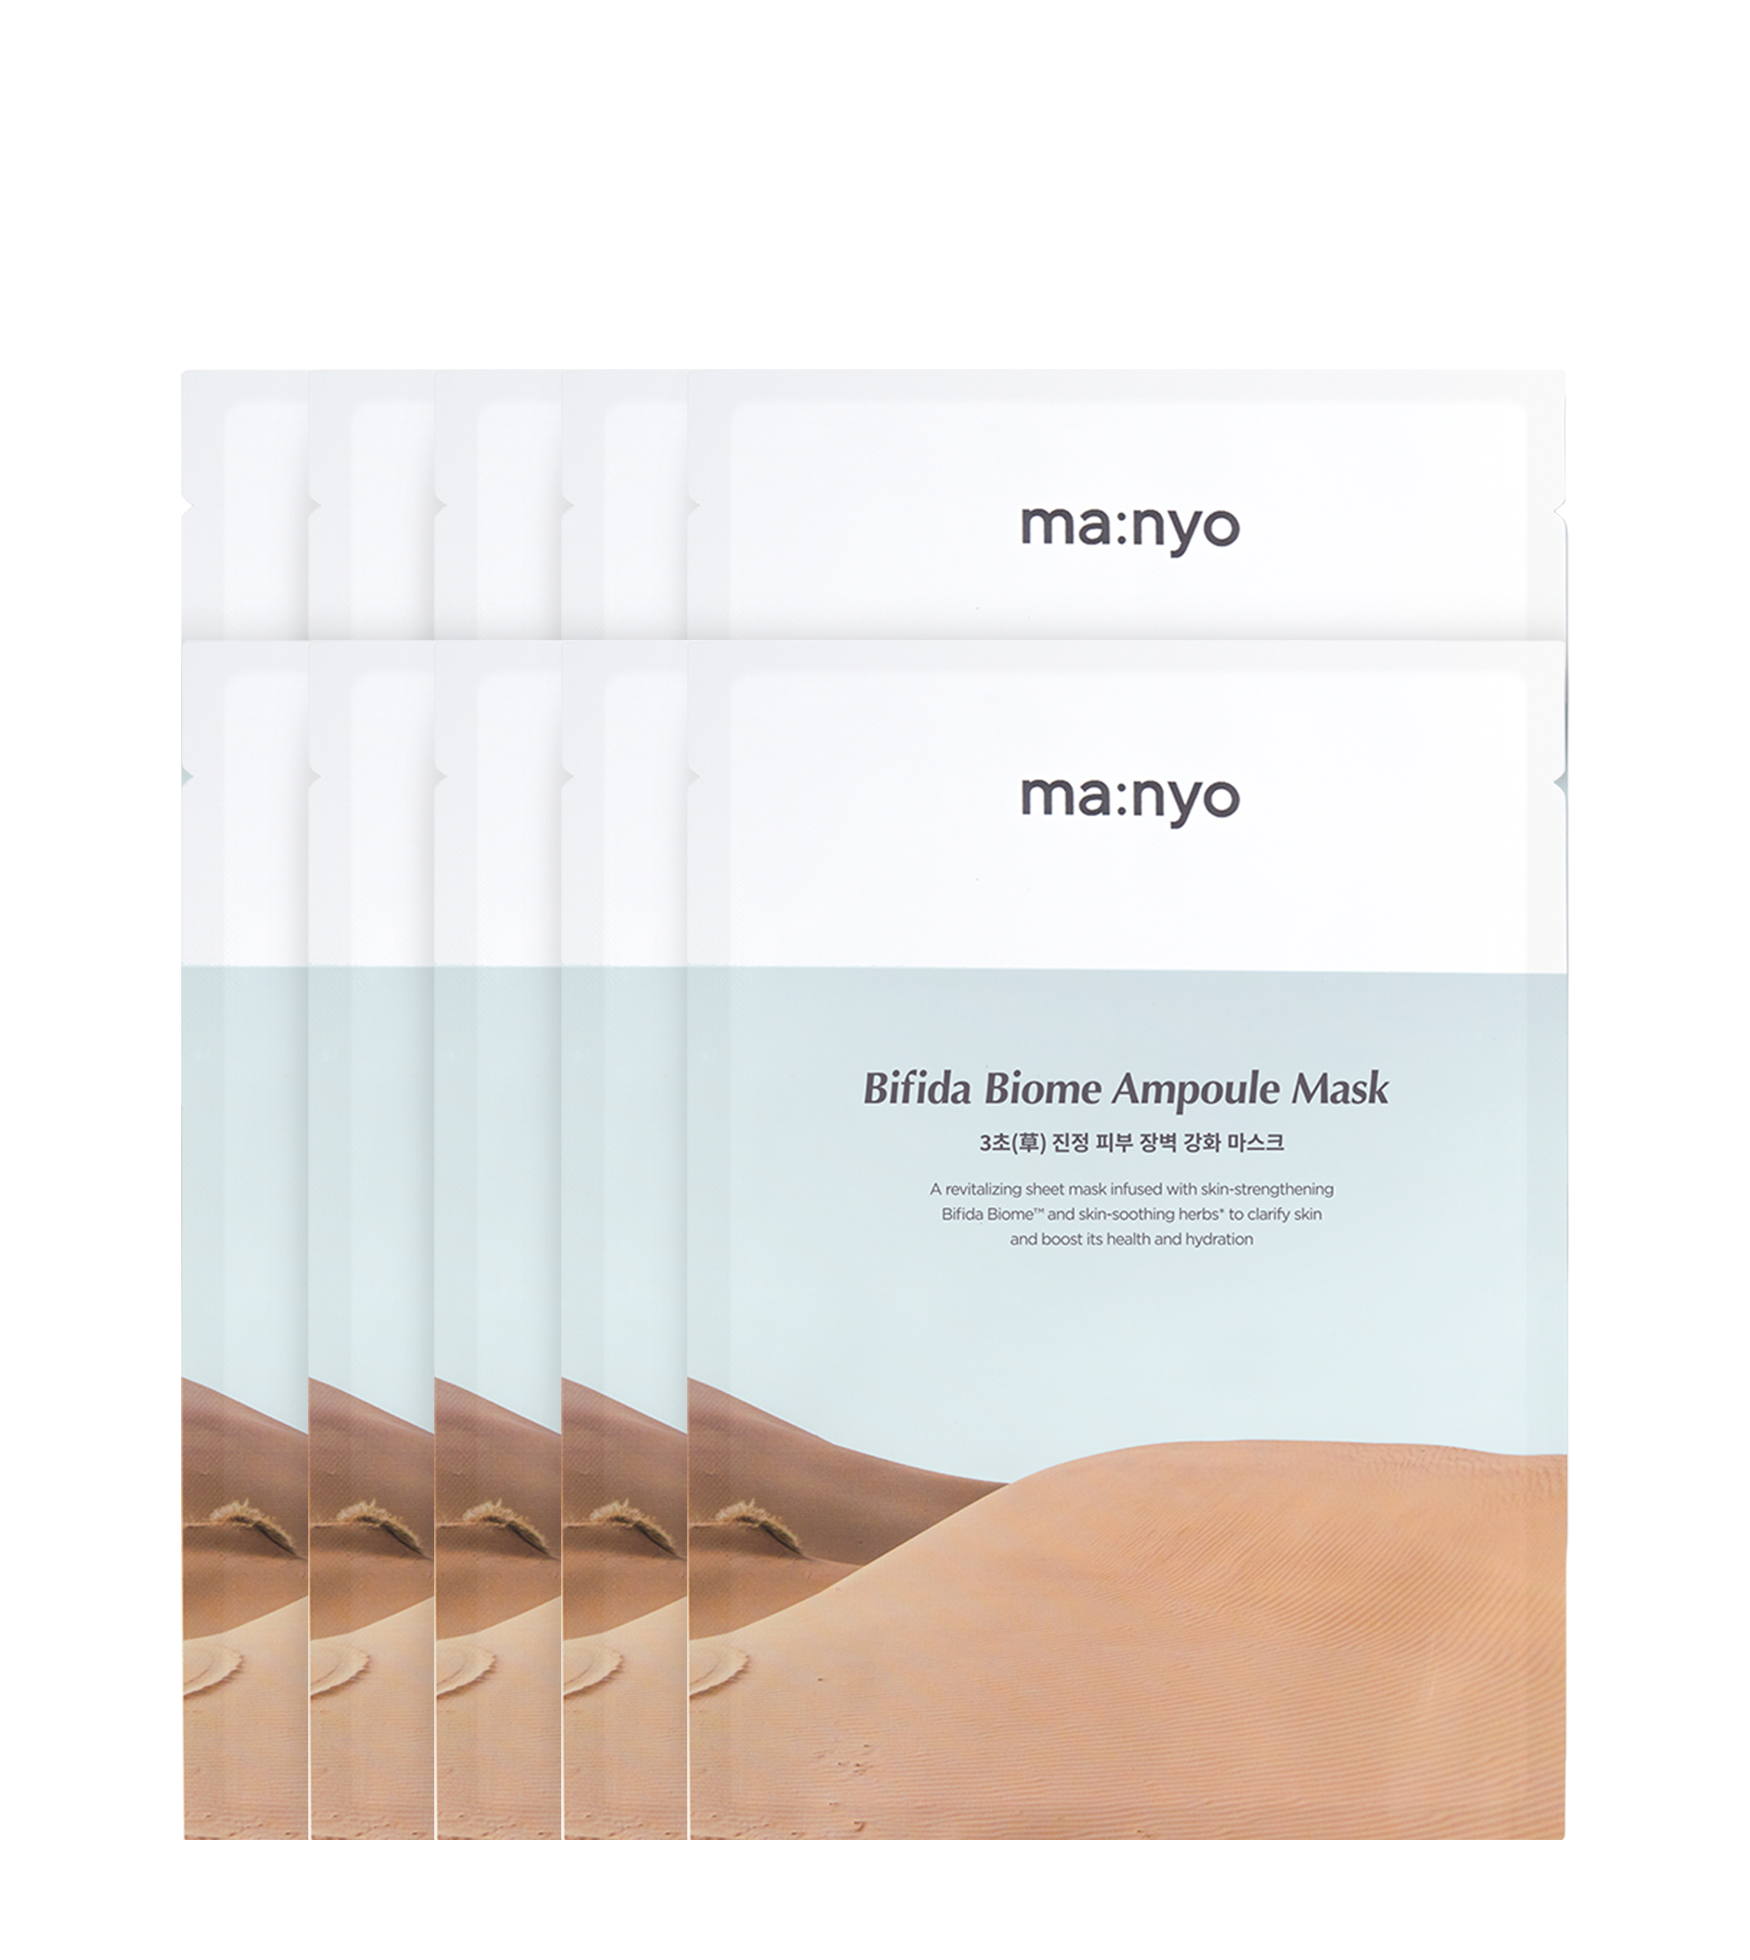 ma:nyo
ma:nyo
Bifida Biome Ampoule Mask
3초(草) 진정 피부 장벽 강화 마스크
A revitalizing sheet mask infused with skin-strengthening
Bifida Biome™ and skin-soothing herbs* to clarify skin
and boost its health and hydration